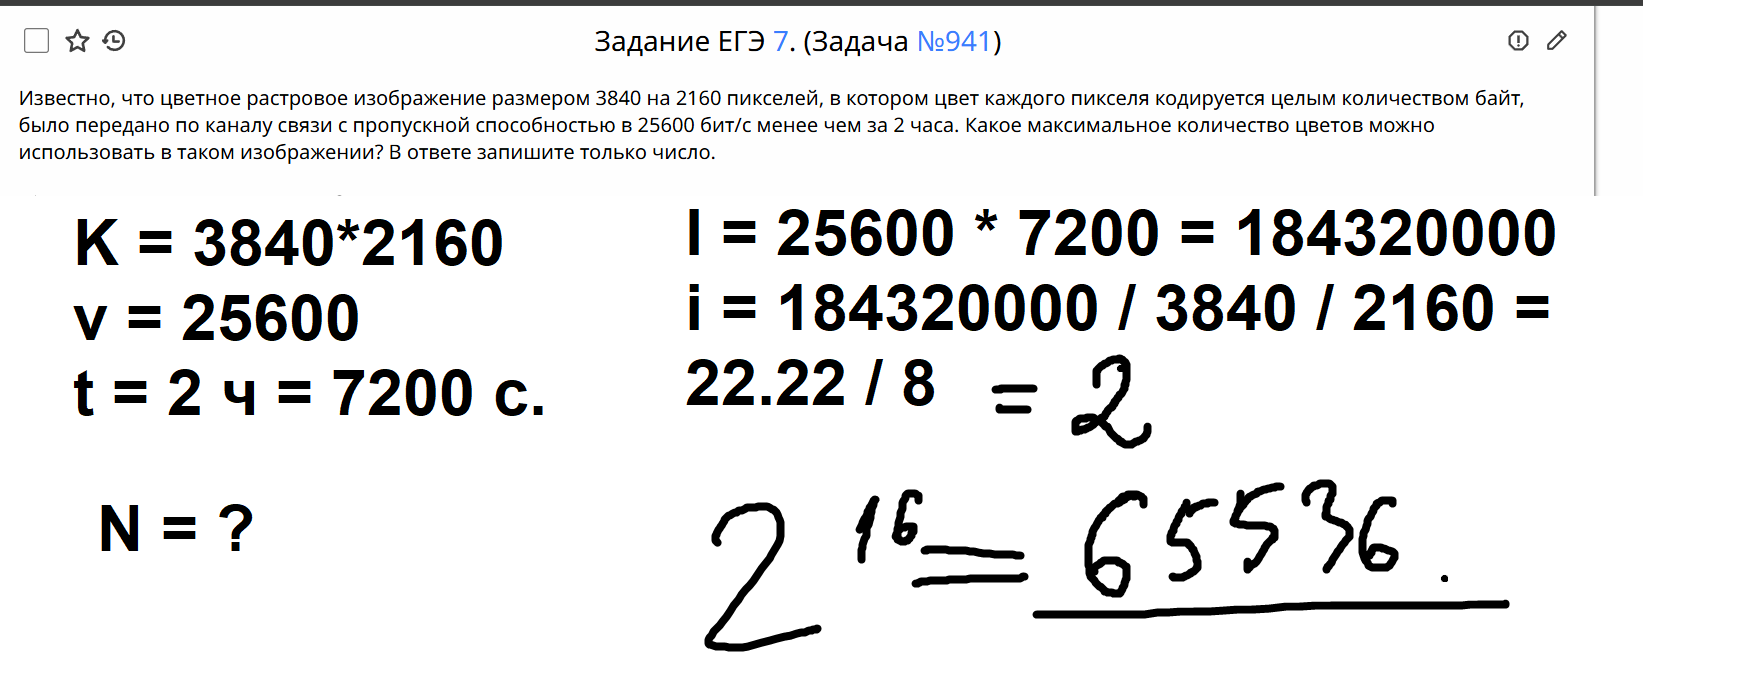 Задание ЕГЭ 7. (Задача №941)
Известно, что цветное растровое изображение размером 3840 на 2160 пикселей, в котором цвет каждого пикселя кодируется целым количеством байт,
было передано по каналу связи с пропускной способностью в 25600 бит/с менее чем за 2 часа. Какое максимальное количество цветов можно
использовать в таком изображении? В ответе запишите только число.
K = 3840*2160
v = 25600
t = 2 ч = 7200 с.
N = ?
I = 25600 * 7200 = 184320000
i = 184320000 / 3840 / 2160 =
22.22 / 8 = 2
2^16 = 65536.